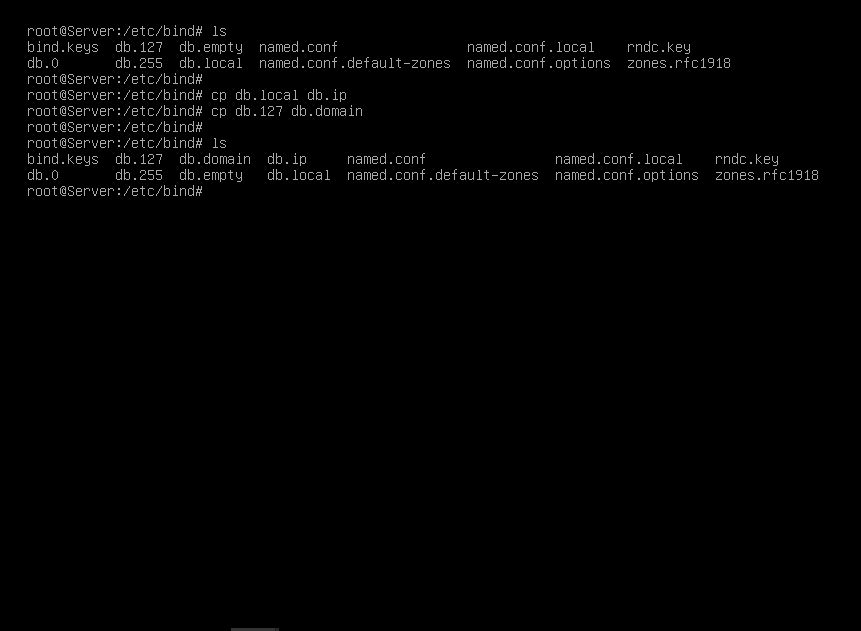 root@Server:/etc/bind# ls
bind.keys  db.127  db.empty  named.conf                named.conf.local    rndc.key
db.0       db.255  db.local  named.conf.default-zones  named.conf.options  zones.rfc1918
root@Server:/etc/bind#
root@Server:/etc/bind# cp db.local db.ip
root@Server:/etc/bind# cp db.127 db.domain
root@Server:/etc/bind#
root@Server:/etc/bind# ls
bind.keys  db.127  db.domain  db.ip     named.conf                named.conf.local    rndc.key
db.0       db.255  db.empty   db.local  named.conf.default-zones  named.conf.options  zones.rfc1918
root@Server:/etc/bind#